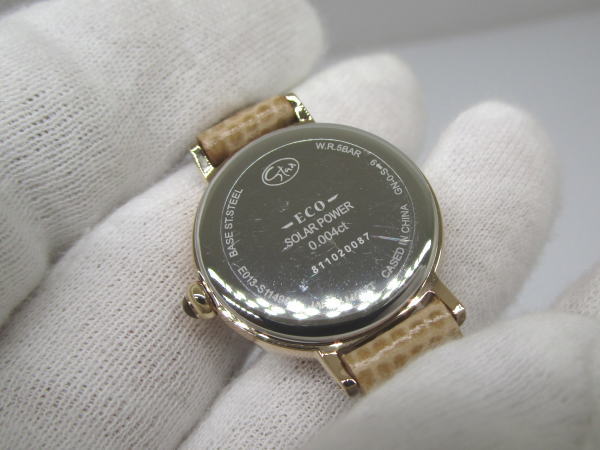 Star
W.R.5BAR
BASE ST.STEEL
ECO
SOLAR POWER
0.004ct
811020087
CASED IN CHINA